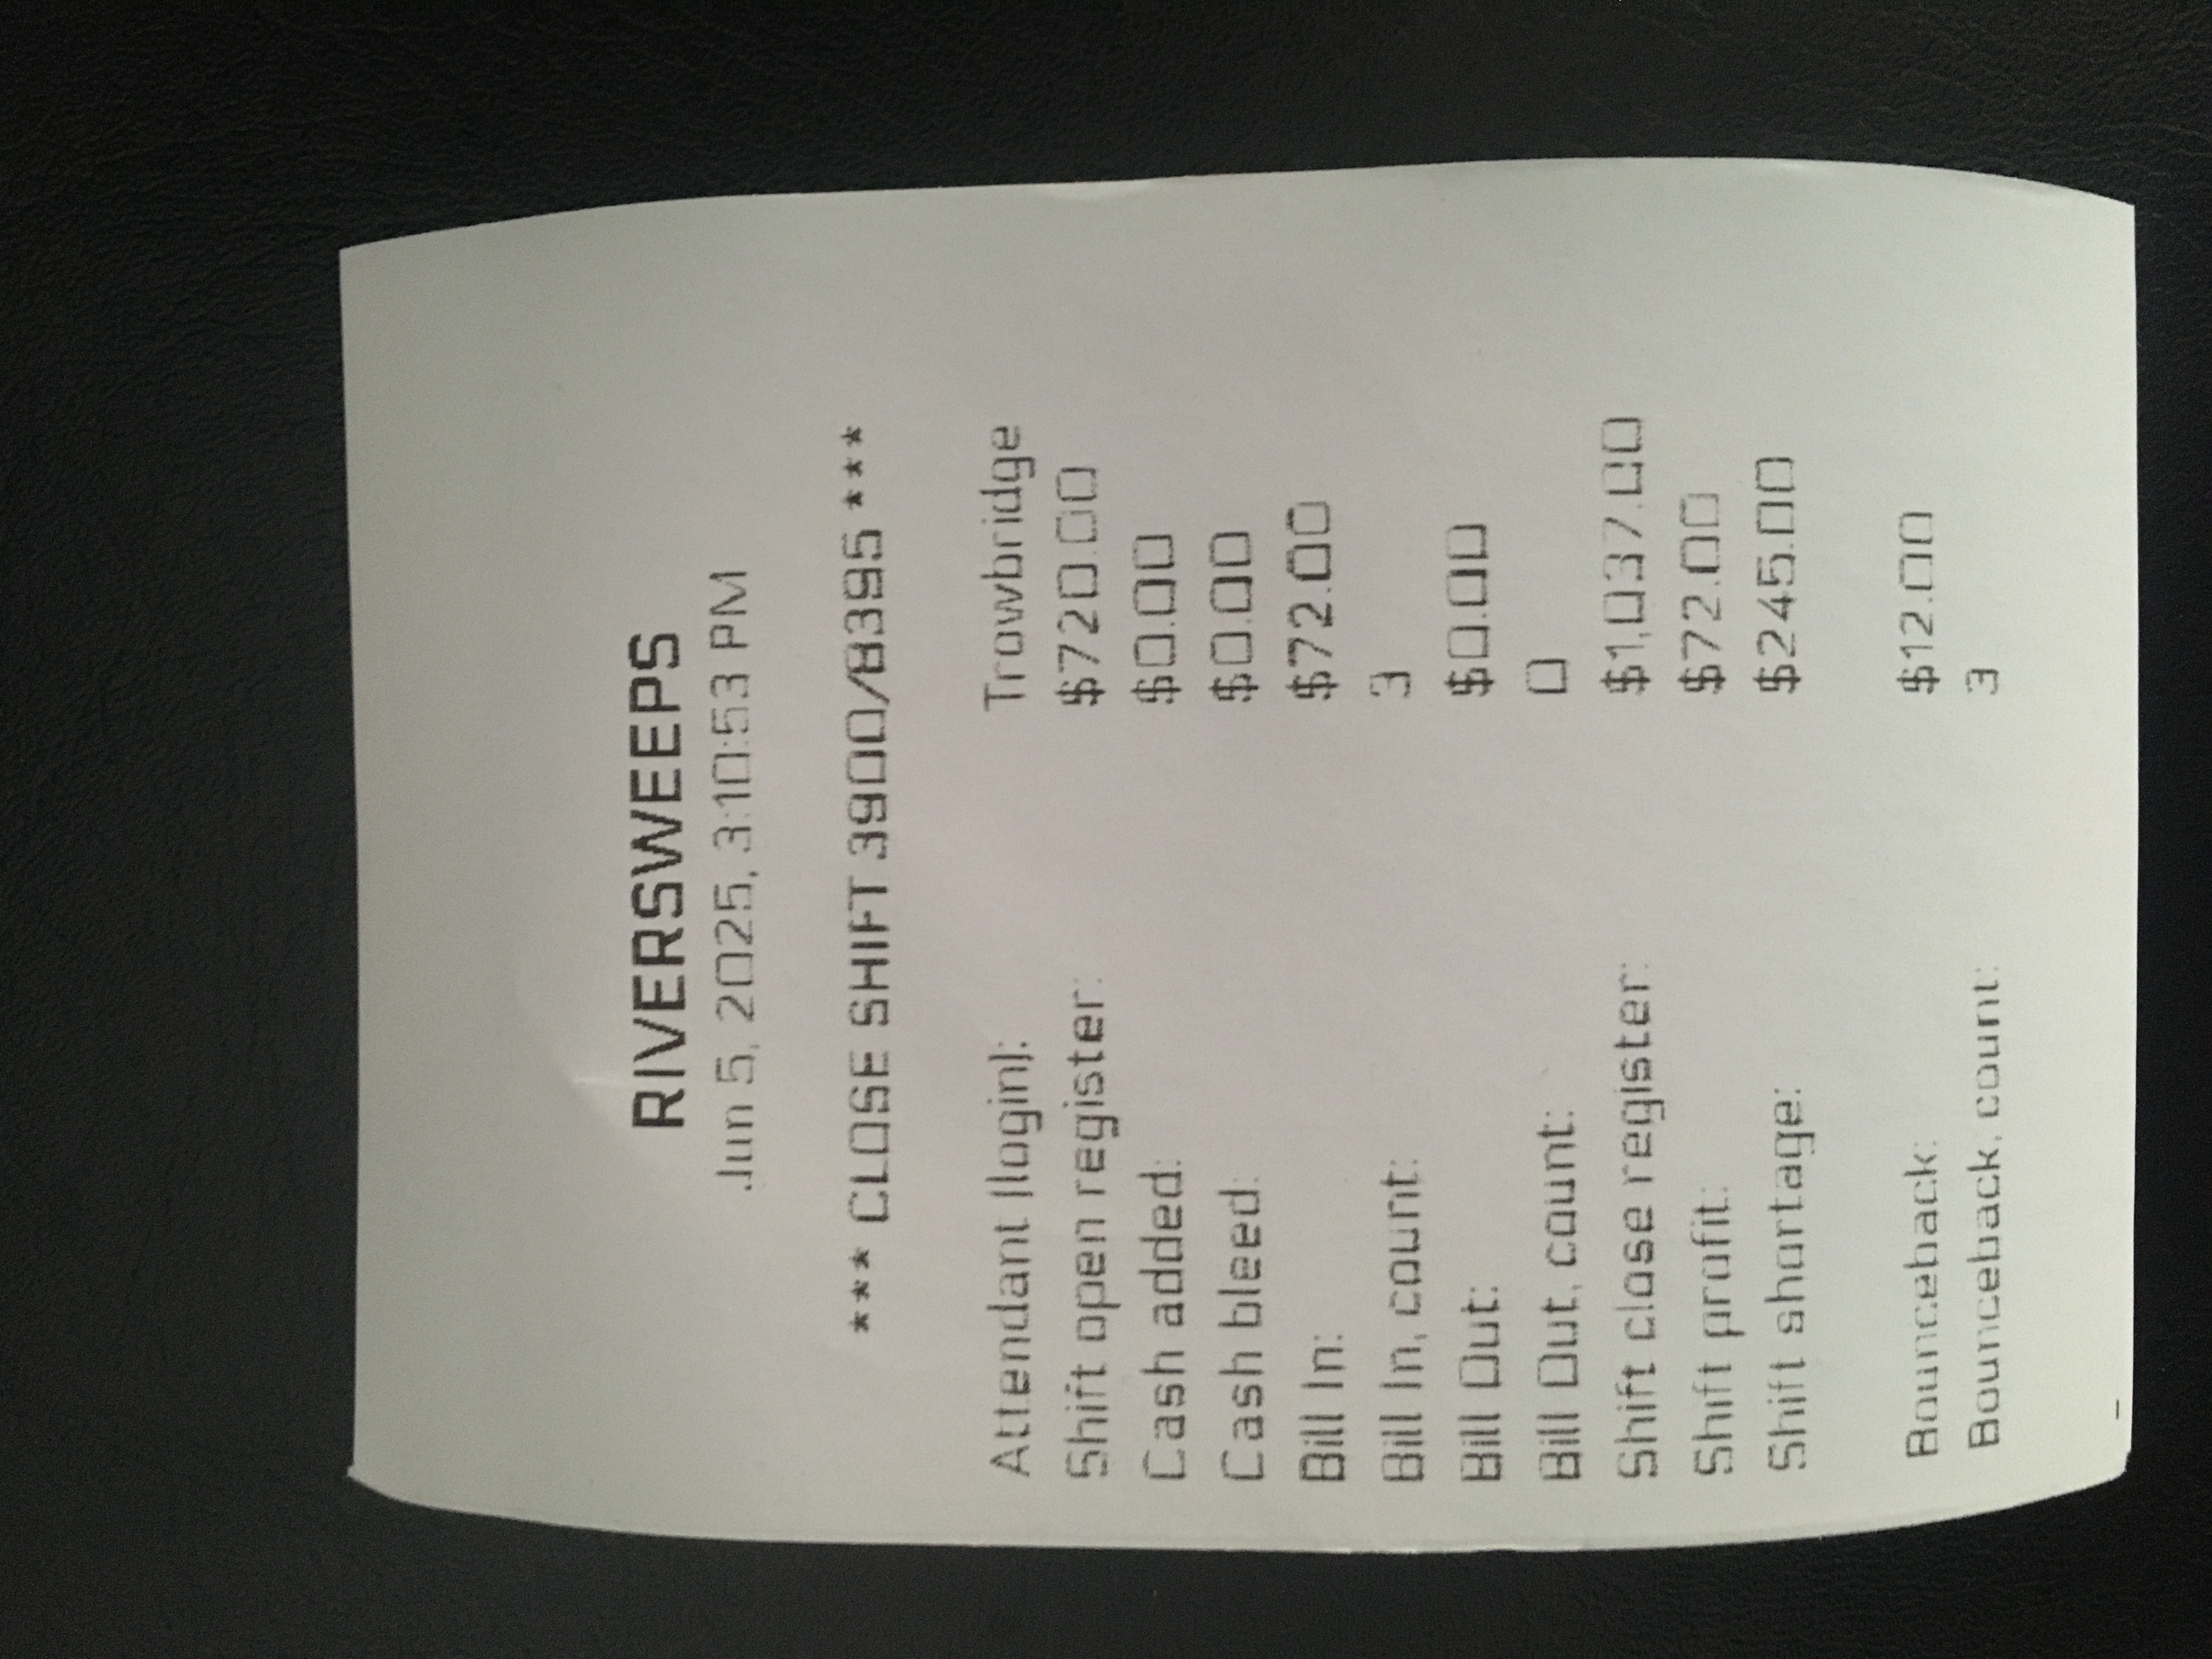 RIVERSWEEPS
Jun 5, 2025, 3:10:53 PM
*** CLOSE SHIFT 3900/8395 ***
Attendant (login): Trowbridge
Shift open register: $720.00
Cash added: $0.00
Cash bleed: $0.00
Bill In: $72.00
Bill In, count: 3
Bill Out: $0.00
Bill Out, count: 0
Shift close register: $1,037.00
Shift profit: $72.00
Shift shortage: $245.00
Bounceback: $12.00
Bounceback, count: 3